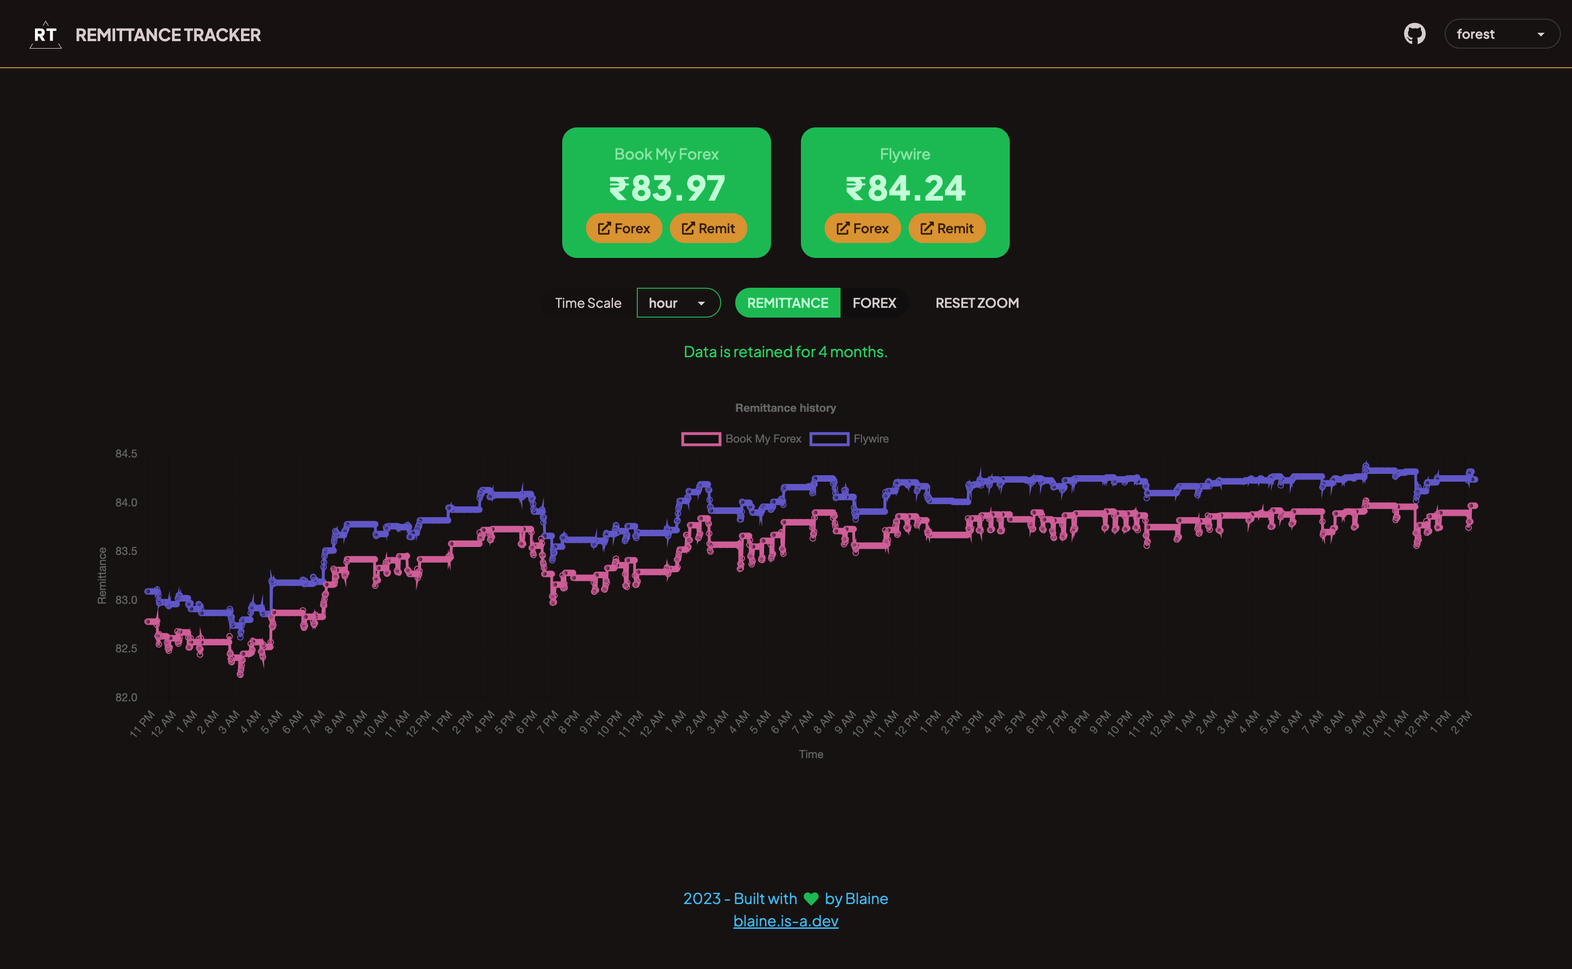 RT REMITTANCE TRACKER
forest
Book My Forex
₹83.97
Forex Remit
Flywire
₹84.24
Forex Remit
Time Scale hour REMITTANCE FOREX RESET ZOOM
Data is retained for 4 months.
Remittance history
Book My Forex Flywire
84.5
84.0
83.5
83.0
82.5
82.0
Remittance
11 PM 12 AM 1 AM 2 AM 3 AM 4 AM 5 AM 6 AM 7 AM 8 AM 9 AM 10 AM 11 AM 12 PM 1 PM 2 PM 4 PM 5 PM 6 PM 7 PM 8 PM 9 PM 10 PM 11 PM 12 AM 1 AM 2 AM 3 AM 4 AM 5 AM 6 AM 7 AM 8 AM 9 AM 10 AM 11 AM 12 PM 1 PM 2 PM 3 PM 4 PM 5 PM 6 PM 7 PM 8 PM 9 PM 10 PM 11 PM 12 AM 1 AM 2 AM 3 AM 4 AM 5 AM 6 AM 7 AM 8 AM 9 AM 10 AM 11 AM 12 PM 1 PM 2 PM
Time
2023 - Built with by Blaine
blaine.is-a.dev